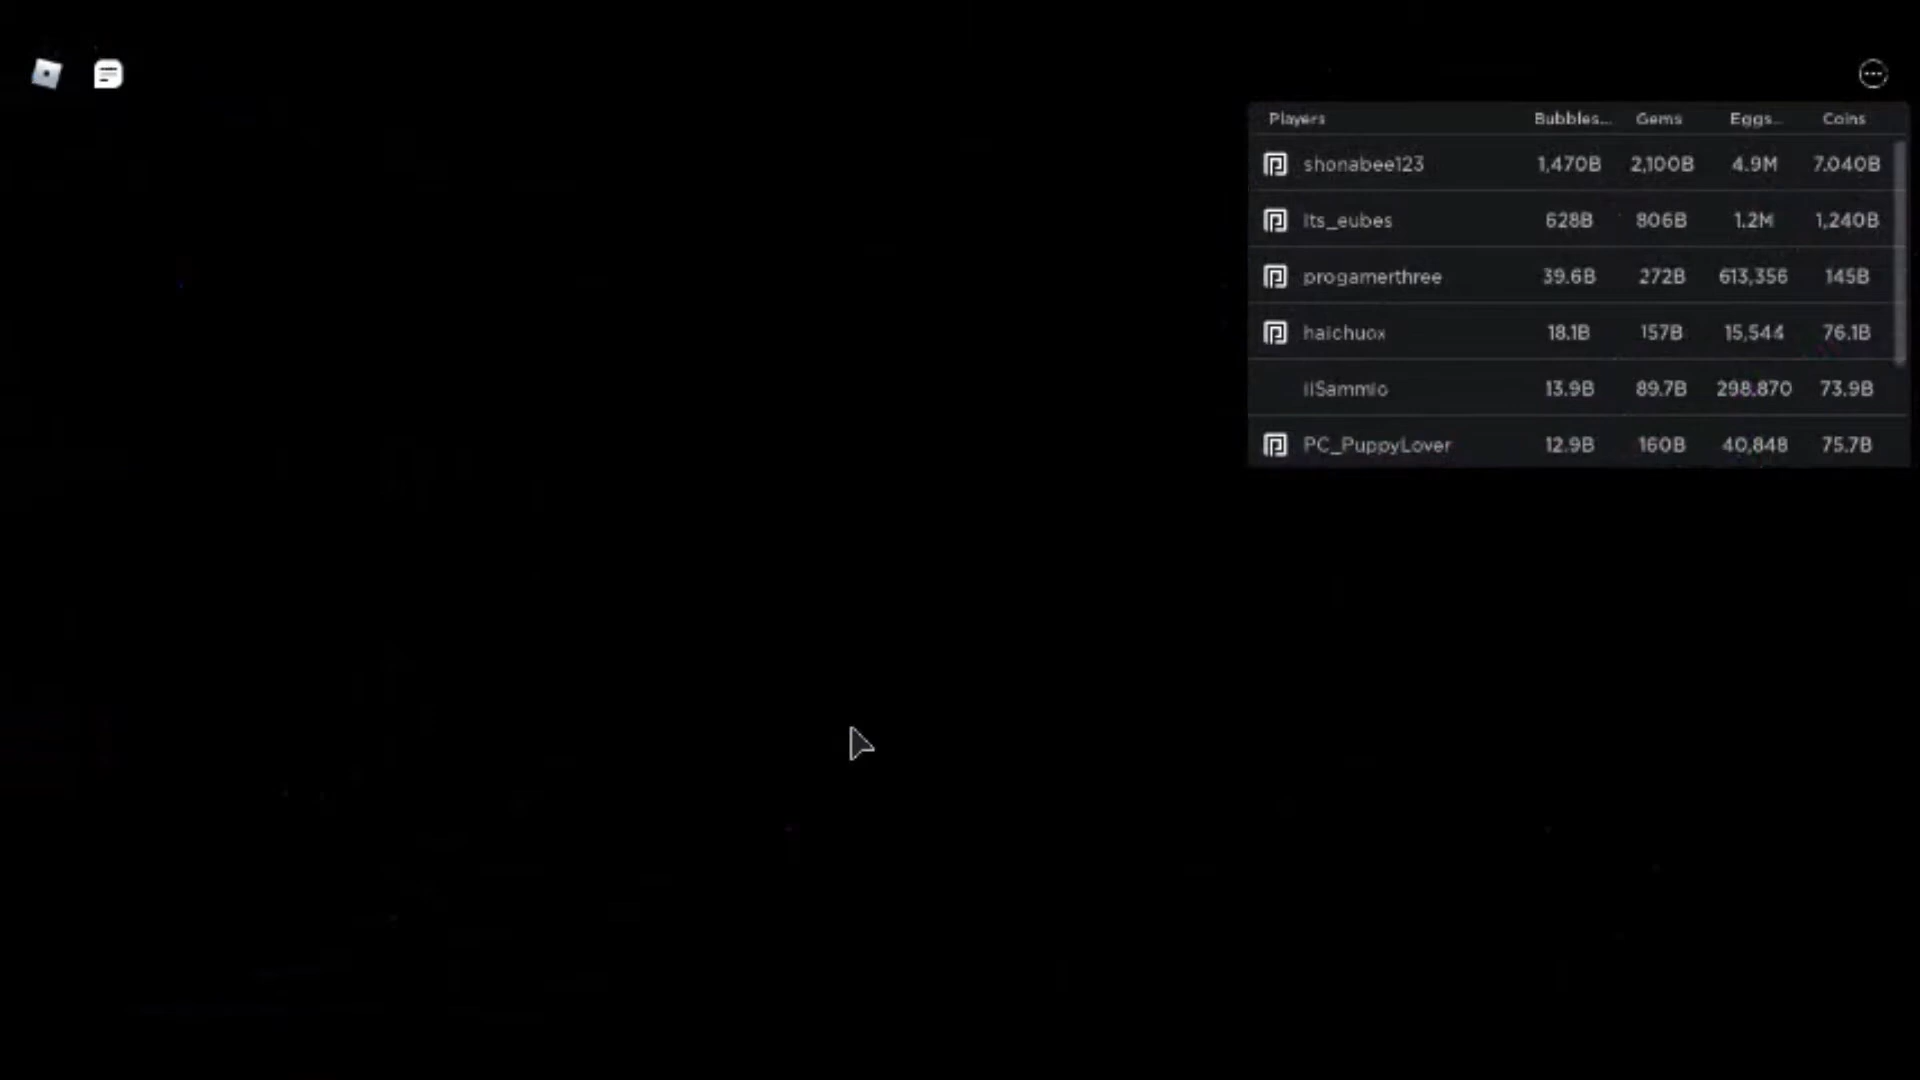 Players Bubbles... Gems Eggs... Coins
shonabee123 1,470B 2,100B 4.9M 7,040B
Its_eubes 628B 806B 1.2M 1,240B
progamerthree 39.6B 272B 613,356 145B
haichuox 18.1B 157B 15,544 76.1B
iiSammio 13.9B 89.7B 298,870 73.9B
PC_PuppyLover 12.9B 160B 40,848 75.7B